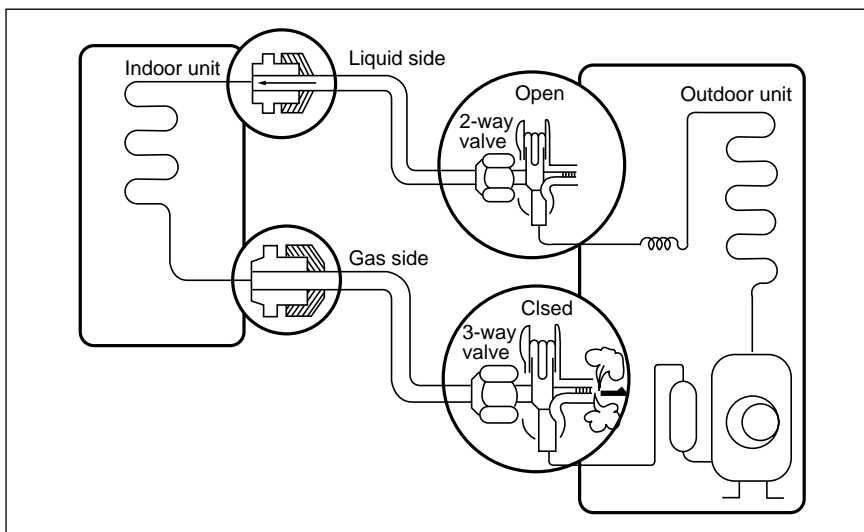 Indoor unit
Liquid side
Open
2-way
valve
Outdoor unit
Gas side
Clsed
3-way
valve